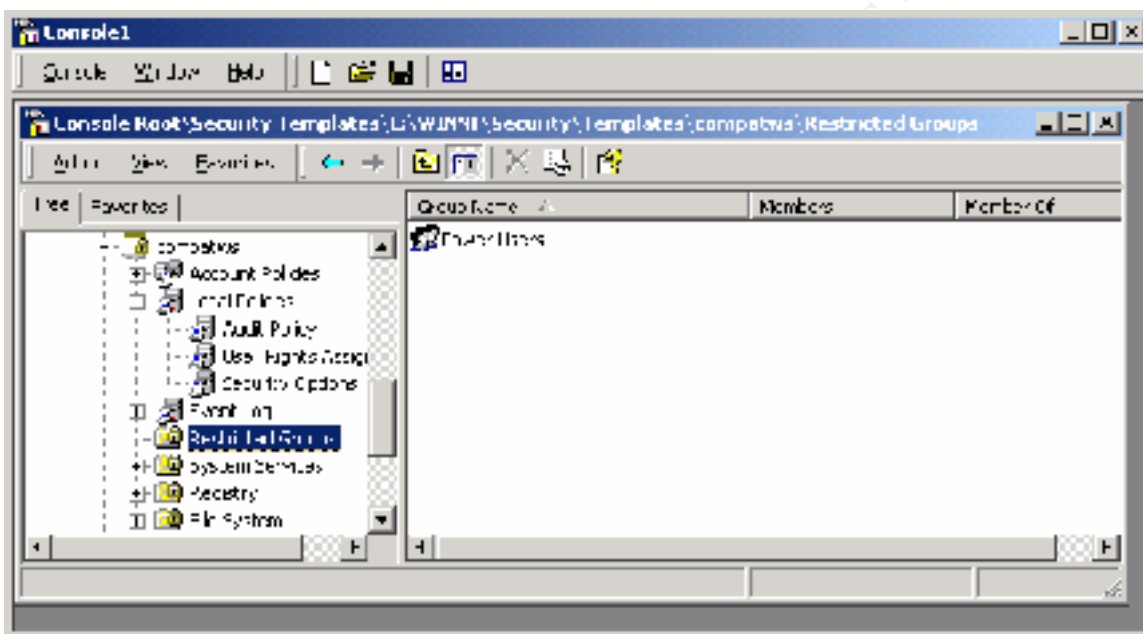 Console1
Console Window Help
Console Root\Security Templates\C:\WINNT\Security\Templates\compatws\Restricted Groups
Action View Favorites
Tree Favorites
Group Name Members Member Of
compatws
Power Users
Account Policies
Local Policies
Audit Policy
User Rights Assig
Security Options
Event Log
Restricted Groups
System Services
Registry
File System